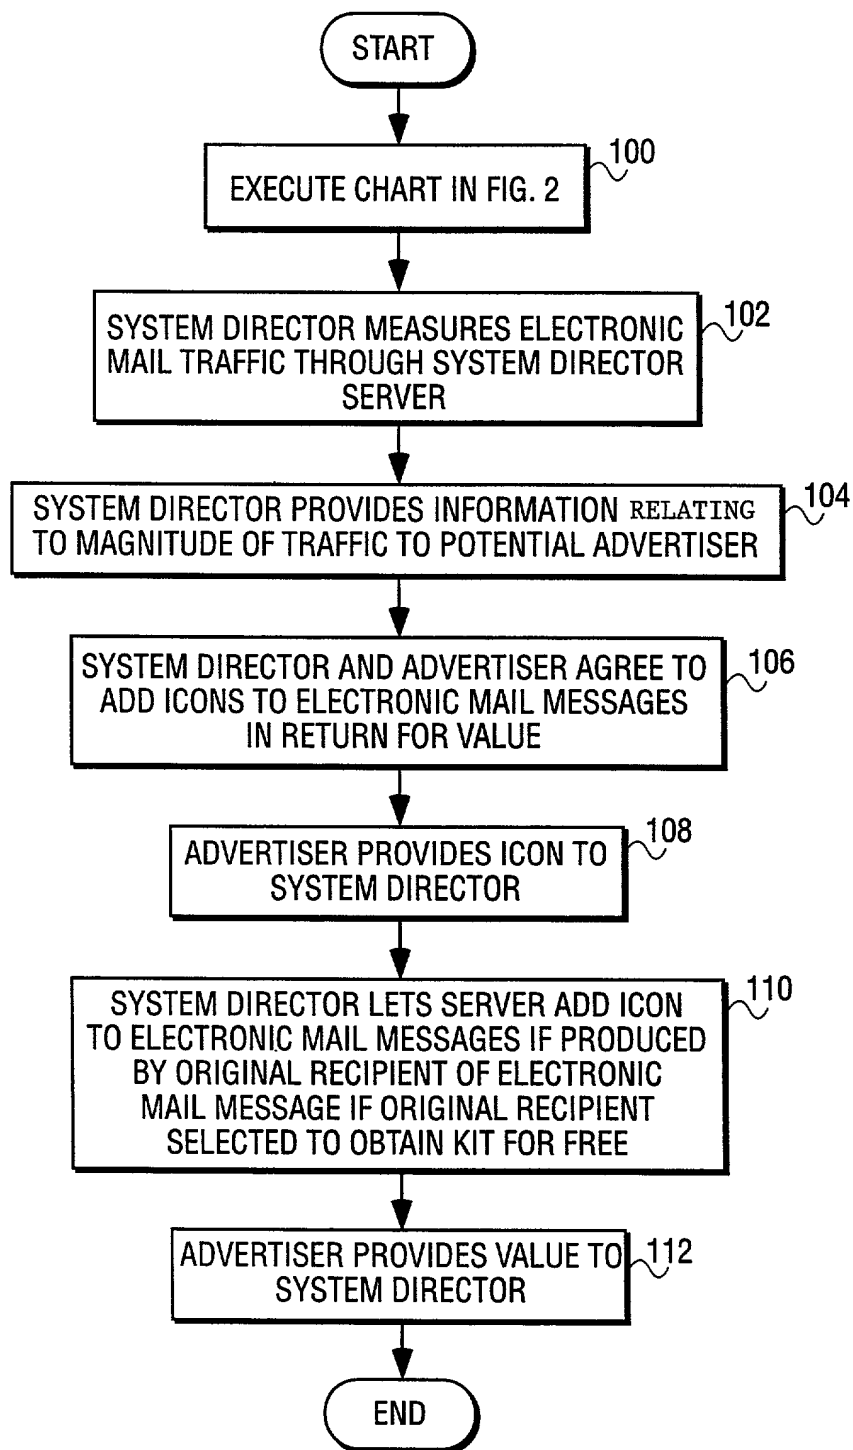 START
EXECUTE CHART IN FIG. 2
100
SYSTEM DIRECTOR MEASURES ELECTRONIC
MAIL TRAFFIC THROUGH SYSTEM DIRECTOR
SERVER
102
SYSTEM DIRECTOR PROVIDES INFORMATION RELATING
TO MAGNITUDE OF TRAFFIC TO POTENTIAL ADVERTISER
104
SYSTEM DIRECTOR AND ADVERTISER AGREE TO
ADD ICONS TO ELECTRONIC MAIL MESSAGES
IN RETURN FOR VALUE
106
ADVERTISER PROVIDES ICON TO
SYSTEM DIRECTOR
108
SYSTEM DIRECTOR LETS SERVER ADD ICON
TO ELECTRONIC MAIL MESSAGES IF PRODUCED
BY ORIGINAL RECIPIENT OF ELECTRONIC
MAIL MESSAGE IF ORIGINAL RECIPIENT
SELECTED TO OBTAIN KIT FOR FREE
110
ADVERTISER PROVIDES VALUE TO
SYSTEM DIRECTOR
112
END